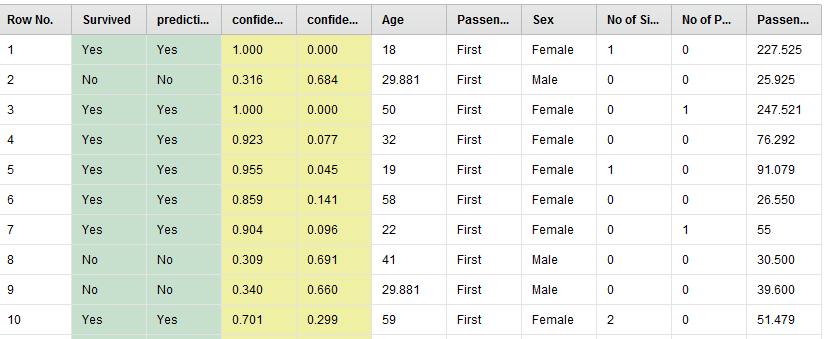 Row No. Survived predicti... confide... confide... Age Passen... Sex No of Si... No of P... Passen...
1 Yes Yes 1.000 0.000 18 First Female 1 0 227.525
2 No No 0.316 0.684 29.881 First Male 0 0 25.925
3 Yes Yes 1.000 0.000 50 First Female 0 1 247.521
4 Yes Yes 0.923 0.077 32 First Female 0 0 76.292
5 Yes Yes 0.955 0.045 19 First Female 1 0 91.079
6 Yes Yes 0.859 0.141 58 First Female 0 0 26.550
7 Yes Yes 0.904 0.096 22 First Female 0 1 55
8 No No 0.309 0.691 41 First Male 0 0 30.500
9 No No 0.340 0.660 29.881 First Male 0 0 39.600
10 Yes Yes 0.701 0.299 59 First Female 2 0 51.479